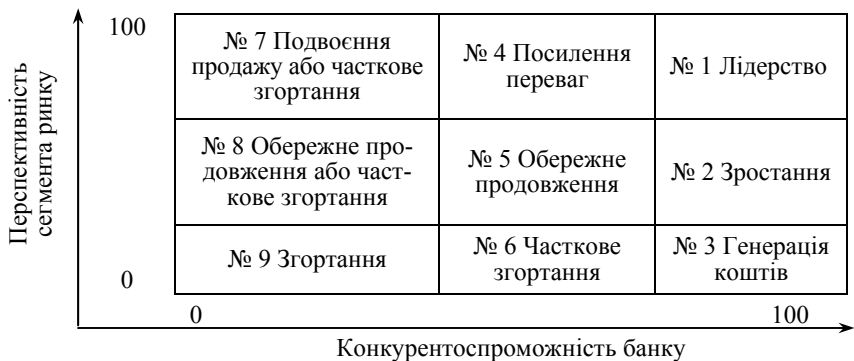 Перспективність
сегмента ринку
100
№ 7 Подвоєння
продажу або часткове
згортання
№ 4 Посилення
переваг
№ 1 Лідерство
№ 8 Обережне про-
довження або част-
кове згортання
№ 5 Обережне
продовження
№ 2 Зростання
№ 9 Згортання
№ 6 Часткове
згортання
№ 3 Генерація
коштів
0
0
100
Конкурентоспроможність банку